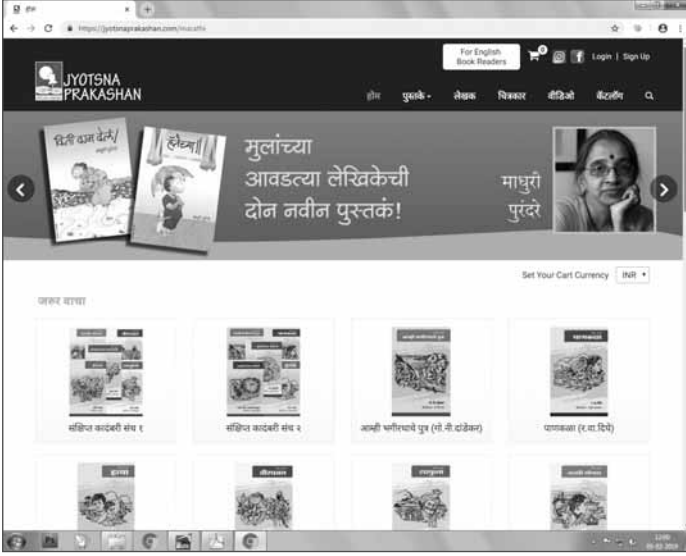 होम
https://jyotsnaprakashan.com/marathi
For English
Book Readers
0
Login | Sign Up
JYOTSNA
PRAKASHAN
होम पुस्तके लेखक चित्रकार वीडिओ कॅटलॉग
मुलांच्या
आवडत्या लेखिकेची
दोन नवीन पुस्तकं!
माधुरी
पुरंदरे
Set Your Cart Currency INR
जरुर वाचा
संक्षिप्त कादंबरी संच १
संक्षिप्त कादंबरी संच २
आम्ही भगीरथाचे पुत्र (गो.नी.दांडेकर)
पाणकळा (र.वा.दिघे)